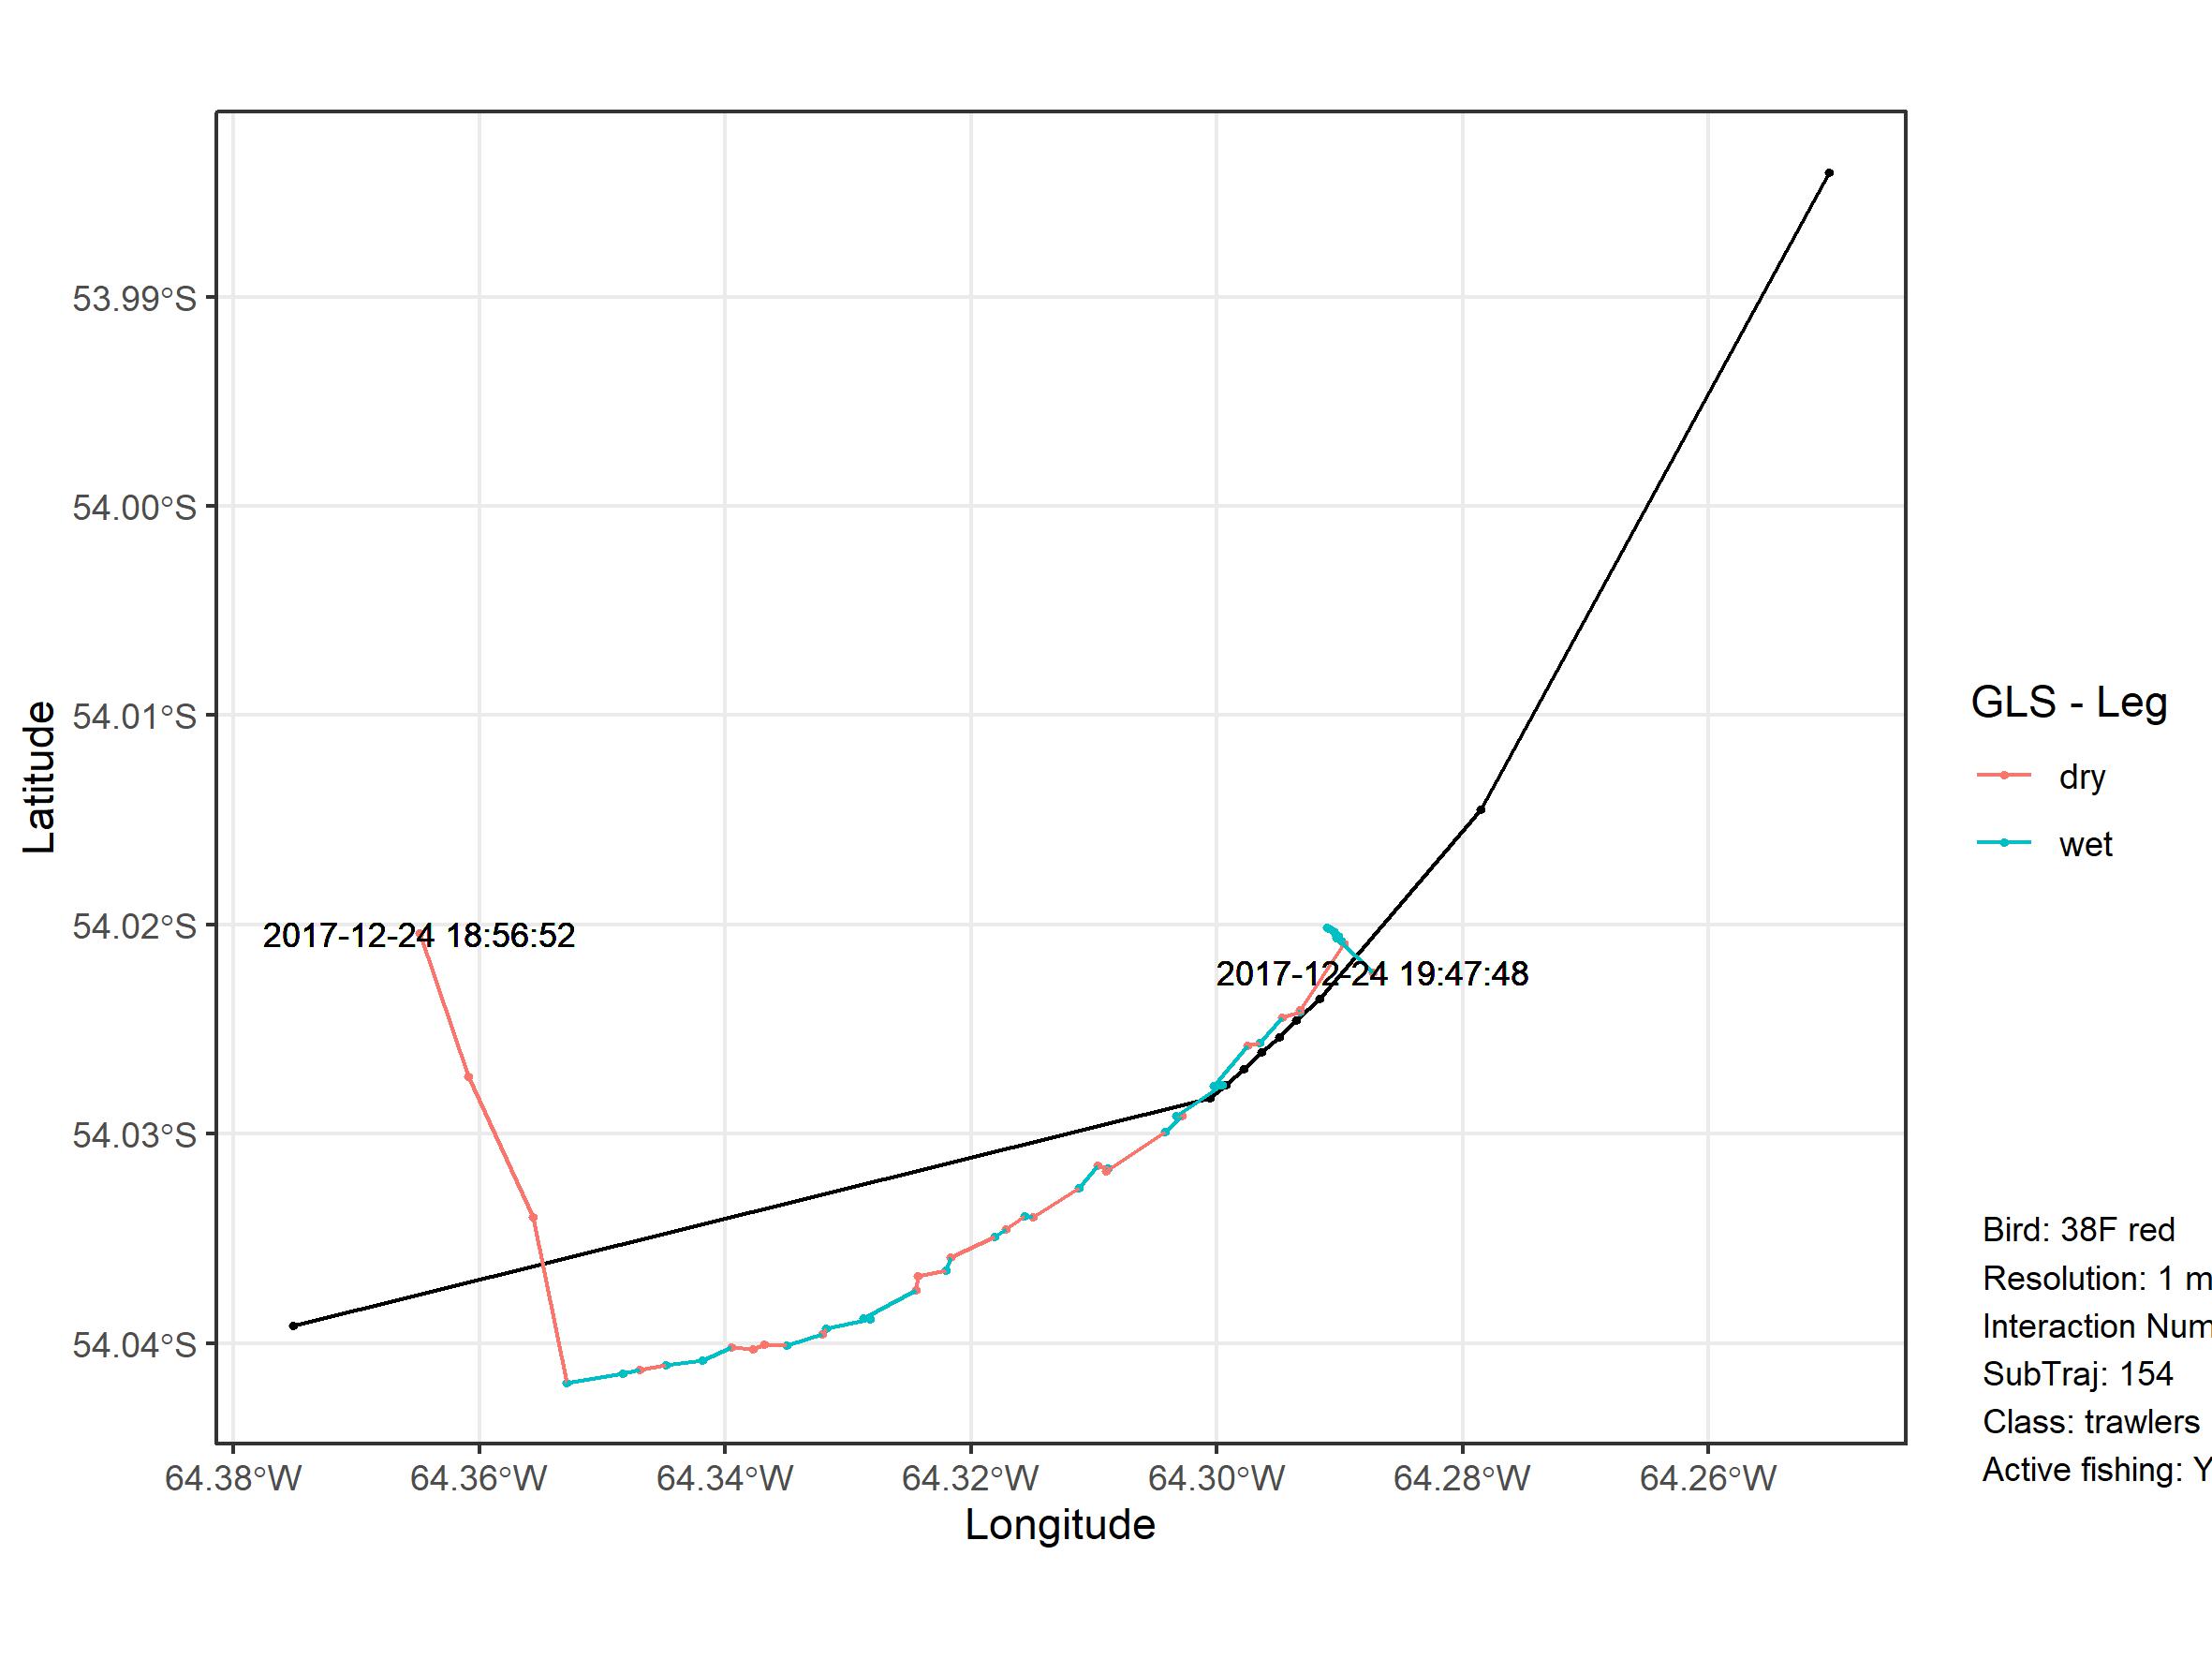 53.99°S
54.00°S
54.01°S
54.02°S
54.03°S
54.04°S
Latitude
2017-12-24 18:56:52
2017-12-24 19:47:48
64.38°W
64.36°W
64.34°W
64.32°W
64.30°W
64.28°W
64.26°W
Longitude
GLS - Leg
dry
wet
Bird: 38F red
Resolution: 1 m
Interaction Num
SubTraj: 154
Class: trawlers
Active fishing: Y